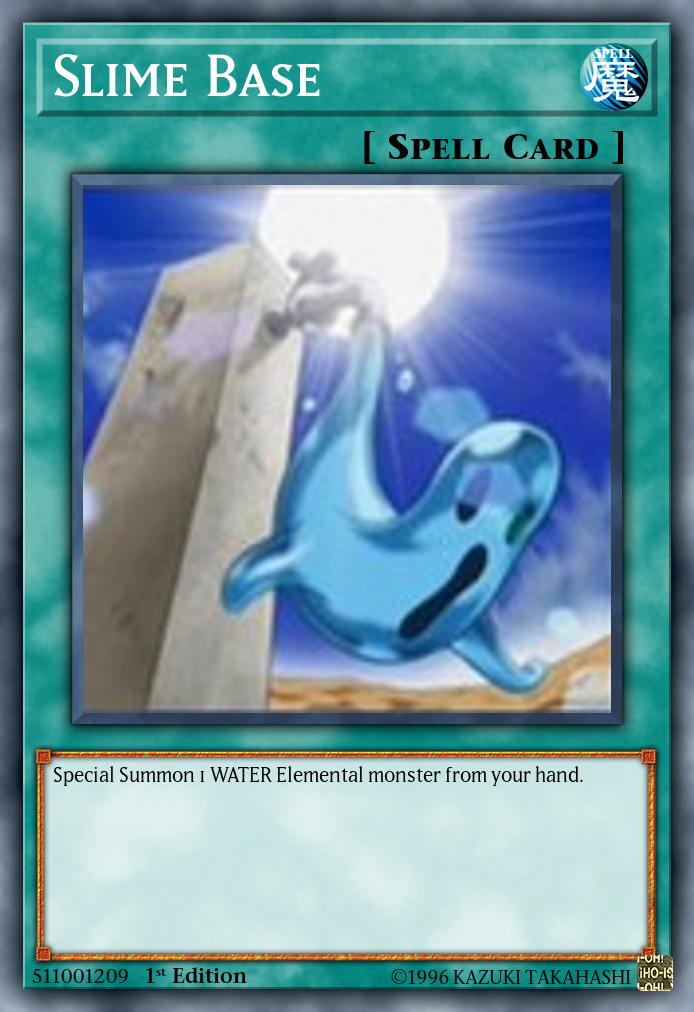 SLIME BASE
SPELL
魔
[ SPELL CARD ]
Special Summon 1 WATER Elemental monster from your hand.
511001209 1st Edition ©1996 KAZUKI TAKAHASHI